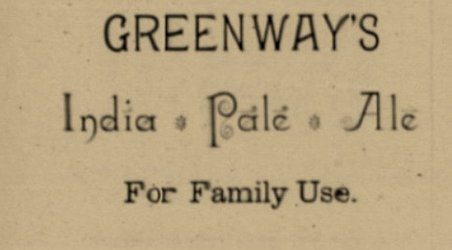 GREENWAY'S
India * Pale * Ale
For Family Use.